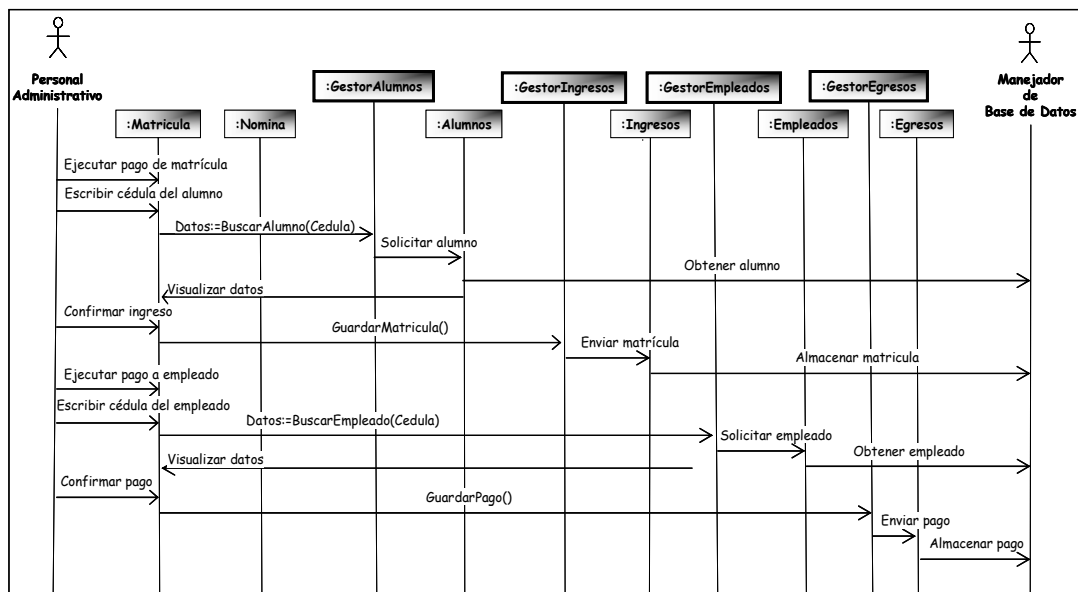 Personal
Administrativo
Manejador
de
Base de Datos
:GestorAlumnos
:GestorIngresos
:GestorEmpleados
:GestorEgresos
:Matricula
:Nomina
:Alumnos
:Ingresos
:Empleados
:Egresos
Ejecutar pago de matrícula
Escribir cédula del alumno
Datos:=BuscarAlumno(Cedula)
Solicitar alumno
Obtener alumno
Visualizar datos
Confirmar ingreso
GuardarMatricula()
Enviar matrícula
Almacenar matricula
Ejecutar pago a empleado
Escribir cédula del empleado
Datos:=BuscarEmpleado(Cedula)
Solicitar empleado
Obtener empleado
Visualizar datos
Confirmar pago
GuardarPago()
Enviar pago
Almacenar pago